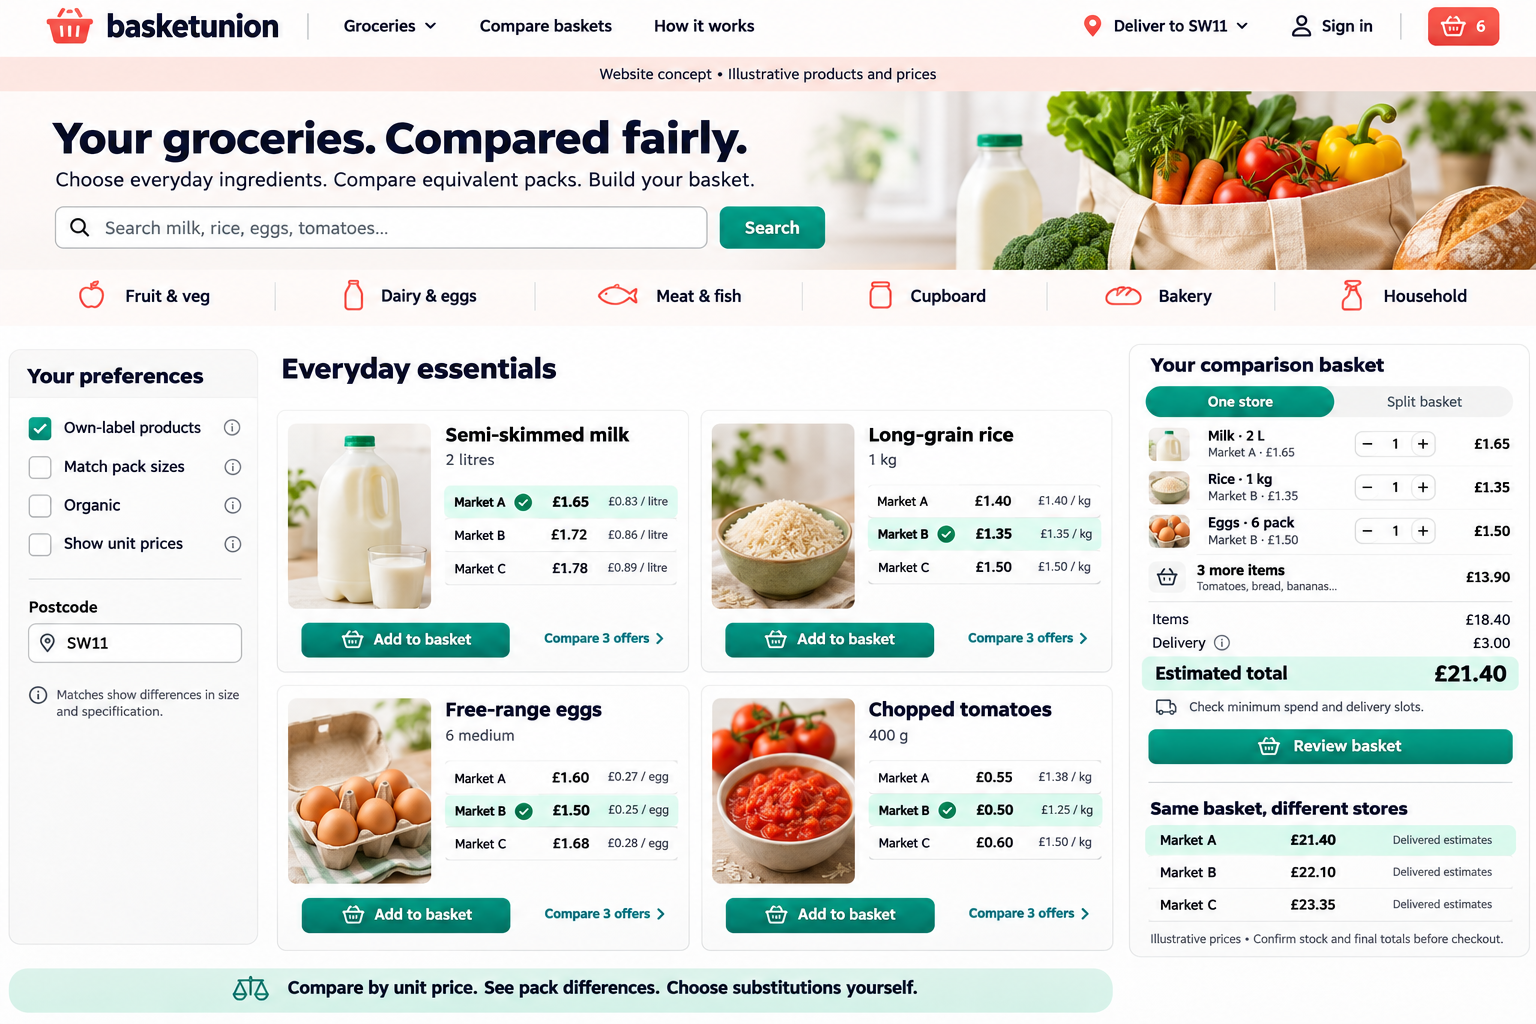 basketunion
Groceries
Compare baskets
How it works
Deliver to SW11
Sign in
6
Website concept • Illustrative products and prices
Your groceries. Compared fairly.
Choose everyday ingredients. Compare equivalent packs. Build your basket.
Search milk, rice, eggs, tomatoes...
Search
Fruit & veg
Dairy & eggs
Meat & fish
Cupboard
Bakery
Household
Your preferences
Own-label products
Match pack sizes
Organic
Show unit prices
Postcode
SW11
Matches show differences in size
and specification.
Everyday essentials
Semi-skimmed milk
2 litres
Market A £1.65 £0.83 / litre
Market B £1.72 £0.86 / litre
Market C £1.78 £0.89 / litre
Add to basket
Compare 3 offers
Long-grain rice
1 kg
Market A £1.40 £1.40 / kg
Market B £1.35 £1.35 / kg
Market C £1.50 £1.50 / kg
Add to basket
Compare 3 offers
Free-range eggs
6 medium
Market A £1.60 £0.27 / egg
Market B £1.50 £0.25 / egg
Market C £1.68 £0.28 / egg
Add to basket
Compare 3 offers
Chopped tomatoes
400 g
Market A £0.55 £1.38 / kg
Market B £0.50 £1.25 / kg
Market C £0.60 £1.50 / kg
Add to basket
Compare 3 offers
Your comparison basket
One store
Split basket
Milk · 2 L
Market A · £1.65
− 1 + £1.65
Rice · 1 kg
Market B · £1.35
− 1 + £1.35
Eggs · 6 pack
Market B · £1.50
− 1 + £1.50
3 more items
Tomatoes, bread, bananas...
£13.90
Items £18.40
Delivery £3.00
Estimated total £21.40
Check minimum spend and delivery slots.
Review basket
Same basket, different stores
Market A £21.40 Delivered estimates
Market B £22.10 Delivered estimates
Market C £23.35 Delivered estimates
Illustrative prices • Confirm stock and final totals before checkout.
Compare by unit price. See pack differences. Choose substitutions yourself.